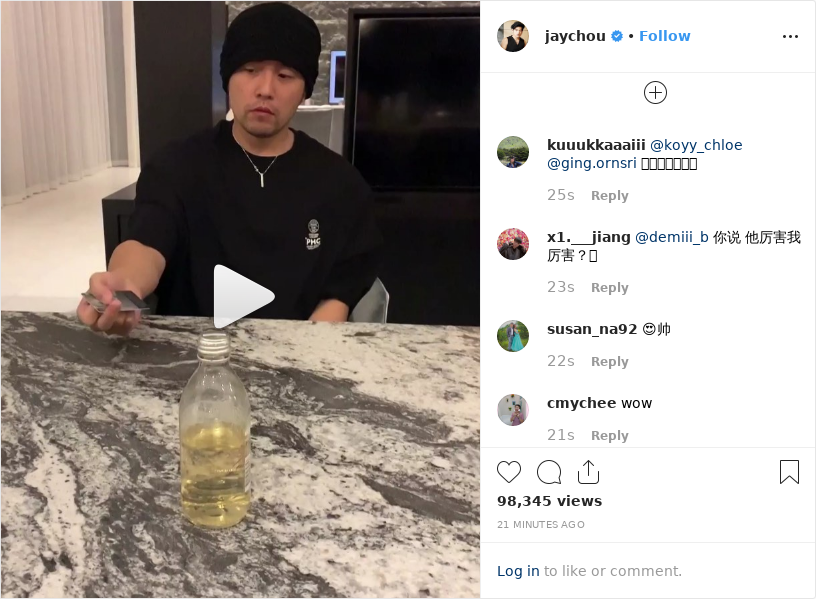 jaychou • Follow
kuuukkaaaiii @koyy_chloe
@ging.ornsri
25s Reply
x1.___jiang @demiii_b 你说 他厉害我
厉害？
23s Reply
susan_na92 😍帅
22s Reply
cmychee wow
21s Reply
98,345 views
21 MINUTES AGO
Log in to like or comment.
PHG